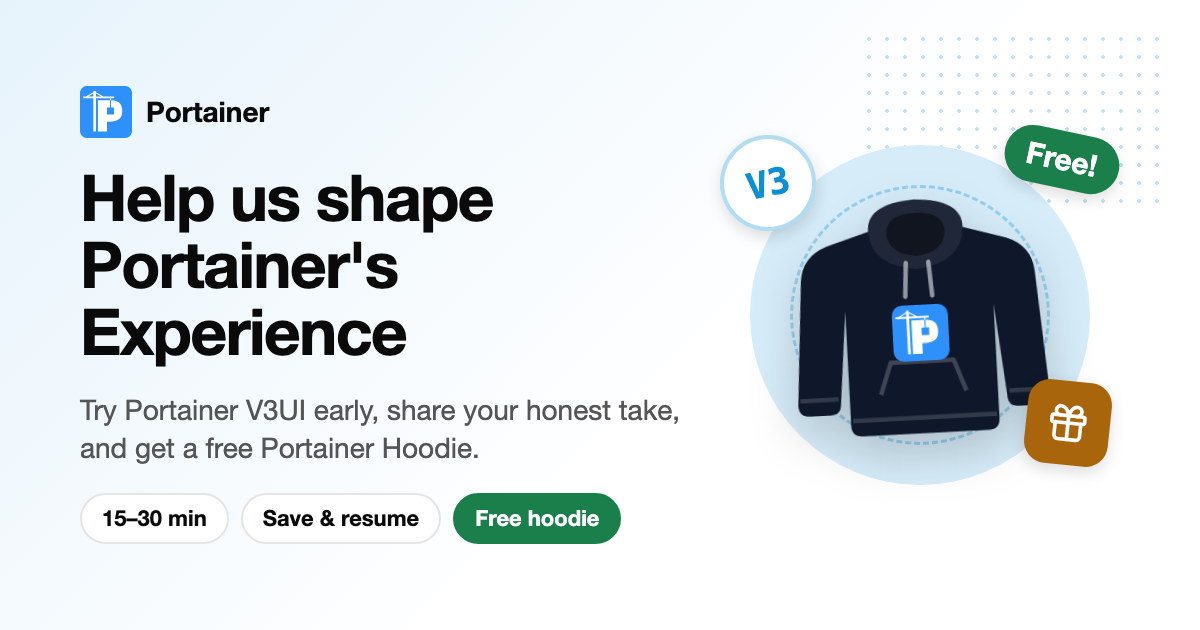 Portainer
Help us shape
Portainer's
Experience
Try Portainer V3UI early, share your honest take,
and get a free Portainer Hoodie.
15–30 min
Save & resume
Free hoodie
V3
Free!
P
P